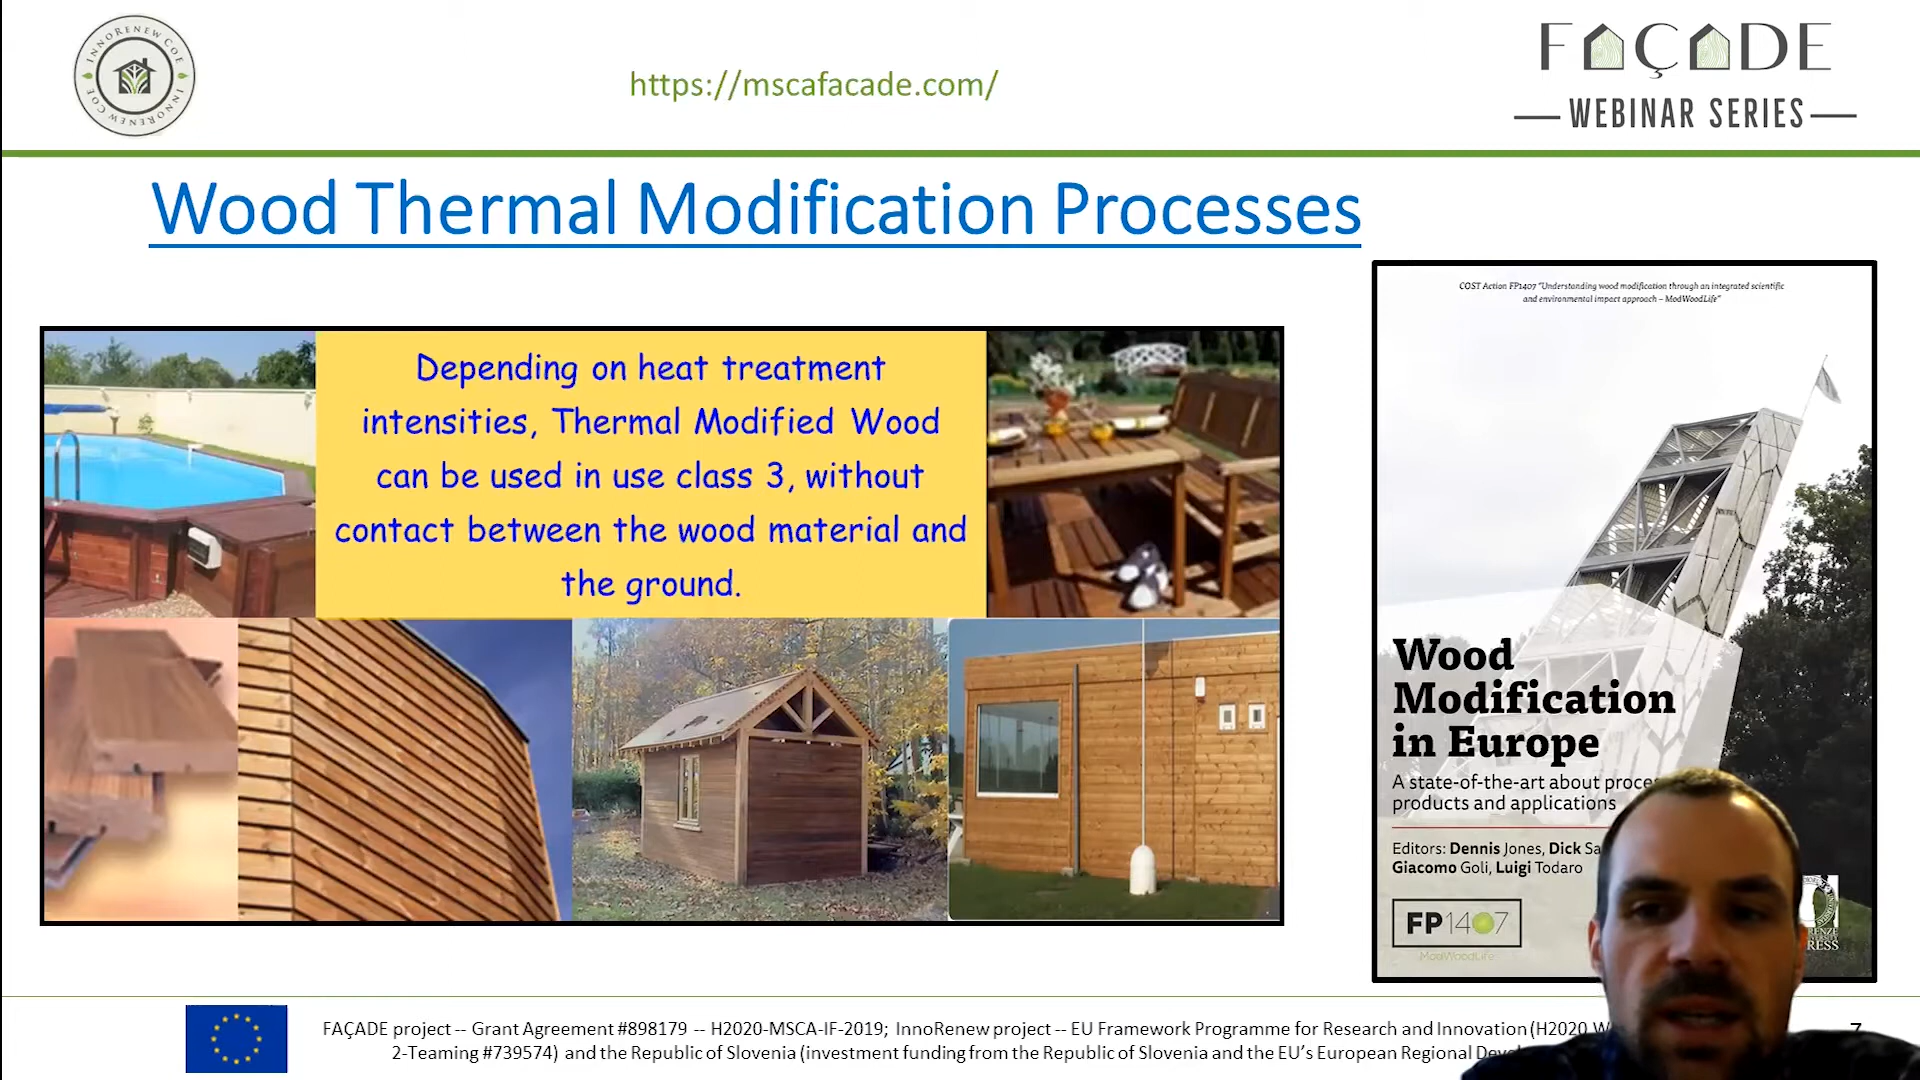 INNORENEW COE
INNORENEW COE
https://mscafacade.com/
FAÇADE
WEBINAR SERIES
Wood Thermal Modification Processes
Depending on heat treatment
intensities, Thermal Modified Wood
can be used in use class 3, without
contact between the wood material and
the ground.
COST Action FP1407 "Understanding wood modification through an integrated scientific
and environmental impact approach – ModWoodLife"
Wood
Modification
in Europe
A state-of-the-art about
products and applications
Editors: Dennis Jones, Dick
Giacomo Goli, Luigi Todaro
FP1407
ModWoodLife
FAÇADE project -- Grant Agreement #898179 -- H2020-MSCA-IF-2019; InnoRenew project -- EU Framework Programme for Research and Innovation (H2020
2-Teaming #739574) and the Republic of Slovenia (investment funding from the Republic of Slovenia and the EU's European Regional